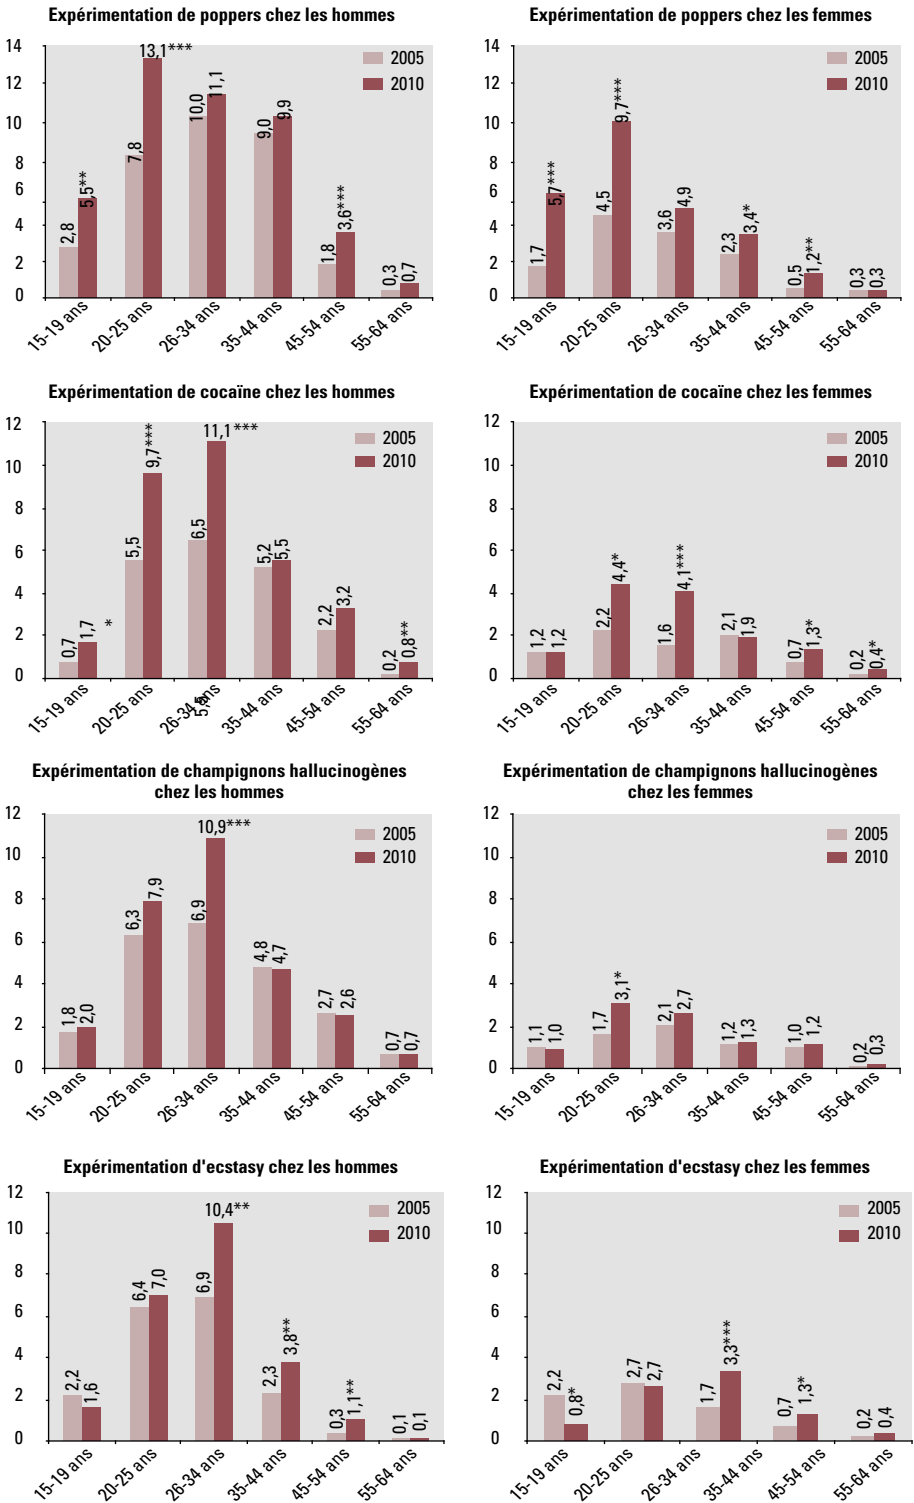 Expérimentation de poppers chez les hommes
14
12
10
8
6
4
2
0
2,8
5,5**
7,8
13,1***
10,0
11,1
9,0
9,9
1,8
3,6***
0,3
0,7
2005
2010
15-19 ans
20-25 ans
26-34 ans
35-44 ans
45-54 ans
55-64 ans
Expérimentation de poppers chez les femmes
14
12
10
8
6
4
2
0
1,7
5,7***
4,5
9,7***
3,6
4,9
2,3
3,4*
0,5
1,2**
0,3
0,3
2005
2010
15-19 ans
20-25 ans
26-34 ans
35-44 ans
45-54 ans
55-64 ans
Expérimentation de cocaïne chez les hommes
12
10
8
6
4
2
0
0,7
1,7 *
5,5
9,7***
6,5
11,1 ***
5,2
5,5
2,2
3,2
0,2
0,8**
2005
2010
15-19 ans
20-25 ans
26-34 ans
5,5
35-44 ans
45-54 ans
55-64 ans
Expérimentation de cocaïne chez les femmes
12
10
8
6
4
2
0
1,2
1,2
2,2
4,4*
1,6
4,1***
2,1
1,9
0,7
1,3*
0,2
0,4*
2005
2010
15-19 ans
20-25 ans
26-34 ans
35-44 ans
45-54 ans
55-64 ans
Expérimentation de champignons hallucinogènes
chez les hommes
12
10
8
6
4
2
0
1,8
2,0
6,3
7,9
6,9
10,9***
4,8
4,7
2,7
2,6
0,7
0,7
2005
2010
15-19 ans
20-25 ans
26-34 ans
35-44 ans
45-54 ans
55-64 ans
Expérimentation de champignons hallucinogènes
chez les femmes
12
10
8
6
4
2
0
1,1
1,0
1,7
3,1*
2,1
2,7
1,2
1,3
1,0
1,2
0,2
0,3
2005
2010
15-19 ans
20-25 ans
26-34 ans
35-44 ans
45-54 ans
55-64 ans
Expérimentation d'ecstasy chez les hommes
12
10
8
6
4
2
0
2,2
1,6
6,4
7,0
6,9
10,4**
2,3
3,8**
0,3
1,1**
0,1
0,1
2005
2010
15-19 ans
20-25 ans
26-34 ans
35-44 ans
45-54 ans
55-64 ans
Expérimentation d'ecstasy chez les femmes
12
10
8
6
4
2
0
2,2
0,8*
2,7
2,7
1,7
3,3***
0,7
1,3*
0,2
0,4
2005
2010
15-19 ans
20-25 ans
26-34 ans
35-44 ans
45-54 ans
55-64 ans